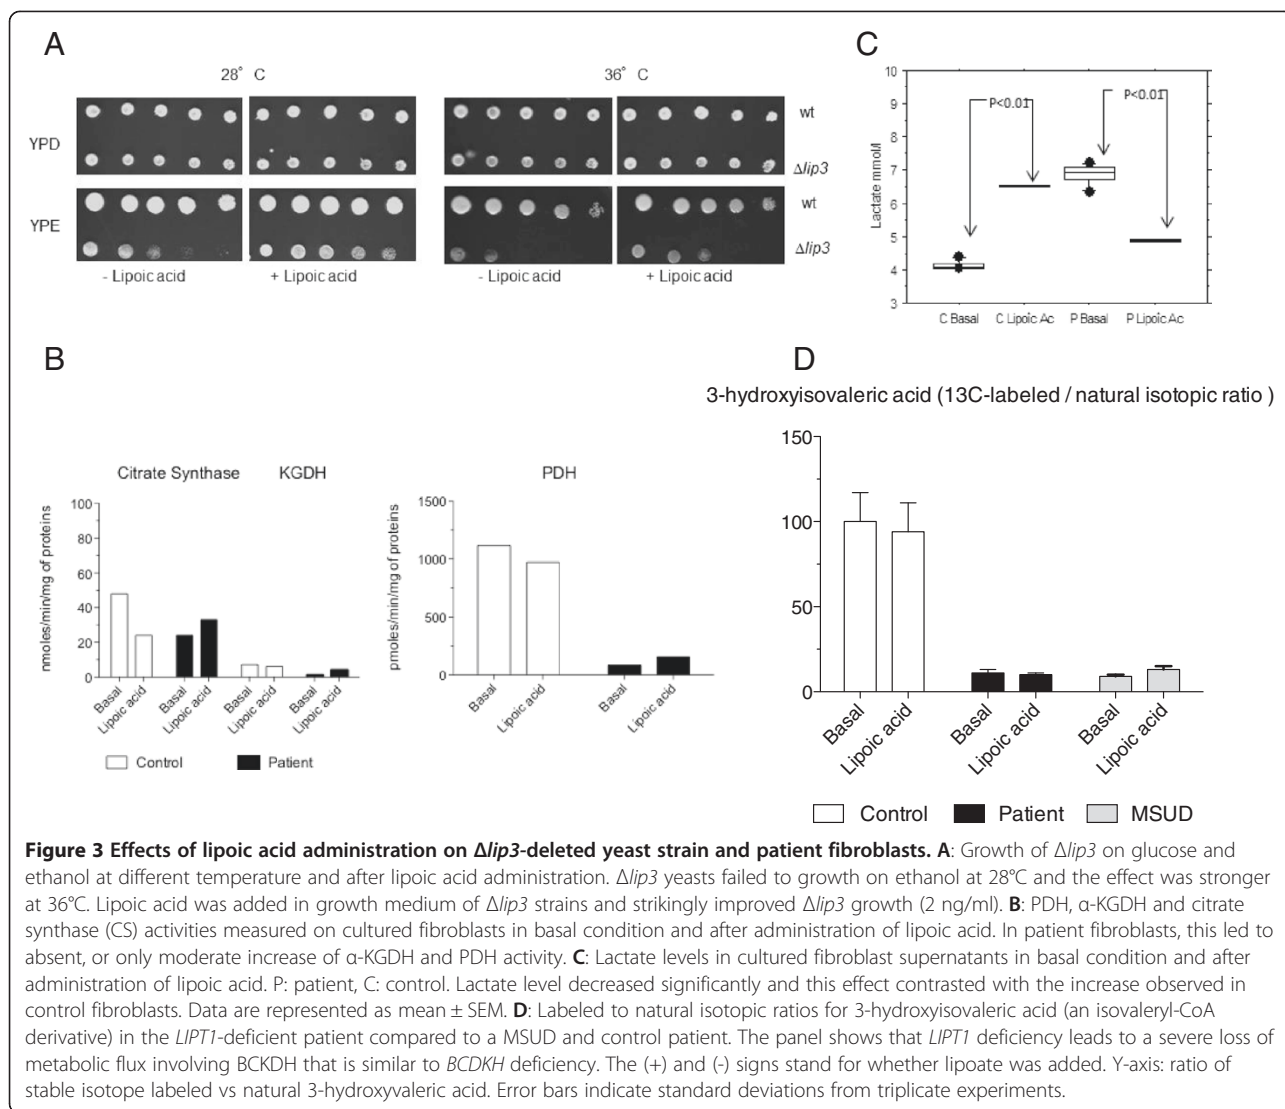 A
28° C
36° C
YPD
wt
Δlip3
YPE
wt
Δlip3
- Lipoic acid
+ Lipoic acid
- Lipoic acid
+ Lipoic acid
C
10
9
8
7
6
5
4
3
Lactate mmol/l
P<0.01
P<0.01
C Basal
C Lipoic Ac
P Basal
P Lipoic Ac
B
Citrate Synthase
KGDH
nmoles/min/mg of proteins
100
80
60
40
20
0
Basal
Lipoic acid
Basal
Lipoic acid
Basal
Lipoic acid
Basal
Lipoic acid
Control
Patient
PDH
pmoles/min/mg of proteins
1500
1000
500
0
Basal
Lipoic acid
Basal
Lipoic acid
D
3-hydroxyisovaleric acid (13C-labeled / natural isotopic ratio )
150
100
50
0
Basal
Lipoic acid
Basal
Lipoic acid
Basal
Lipoic acid
Control
Patient
MSUD
Figure 3 Effects of lipoic acid administration on Δlip3-deleted yeast strain and patient fibroblasts. A: Growth of Δlip3 on glucose and
ethanol at different temperature and after lipoic acid administration. Δlip3 yeasts failed to growth on ethanol at 28°C and the effect was stronger
at 36°C. Lipoic acid was added in growth medium of Δlip3 strains and strikingly improved Δlip3 growth (2 ng/ml). B: PDH, α-KGDH and citrate
synthase (CS) activities measured on cultured fibroblasts in basal condition and after administration of lipoic acid. In patient fibroblasts, this led to
absent, or only moderate increase of α-KGDH and PDH activity. C: Lactate levels in cultured fibroblast supernatants in basal condition and after
administration of lipoic acid. P: patient, C: control. Lactate level decreased significantly and this effect contrasted with the increase observed in
control fibroblasts. Data are represented as mean ± SEM. D: Labeled to natural isotopic ratios for 3-hydroxyisovaleric acid (an isovaleryl-CoA
derivative) in the LIPT1-deficient patient compared to a MSUD and control patient. The panel shows that LIPT1 deficiency leads to a severe loss of
metabolic flux involving BCKDH that is similar to BCDKH deficiency. The (+) and (-) signs stand for whether lipoate was added. Y-axis: ratio of
stable isotope labeled vs natural 3-hydroxyvaleric acid. Error bars indicate standard deviations from triplicate experiments.